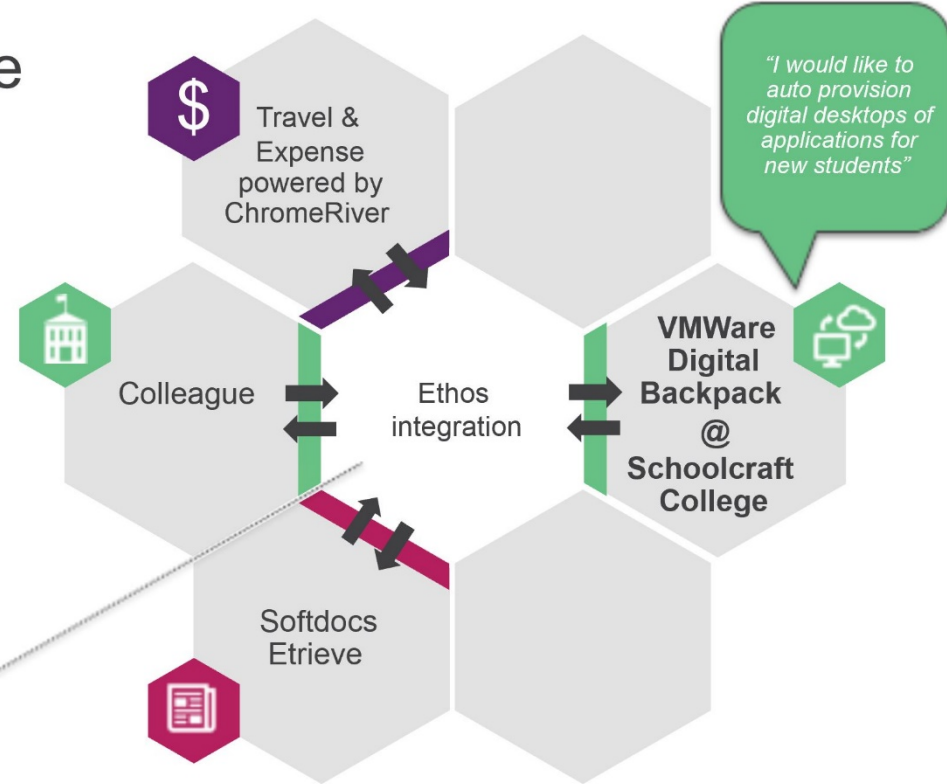 e
$
Travel &
Expense
powered by
ChromeRiver
“I would like to
auto provision
digital desktops of
applications for
new students”
Colleague
Ethos
integration
VMWare
Digital
Backpack
@
Schoolcraft
College
Softdocs
Etrieve